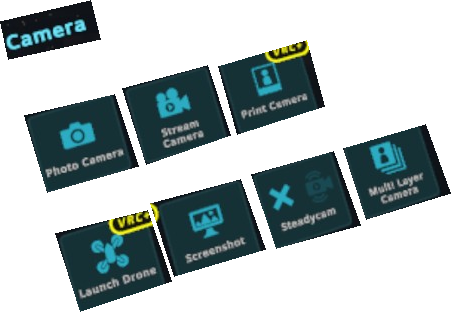 Camera
VRC+
Photo Camera
Stream
Camera
Print Camera
VRC+
Launch Drone
Screenshot
Steadycam
Multi Layer
Camera